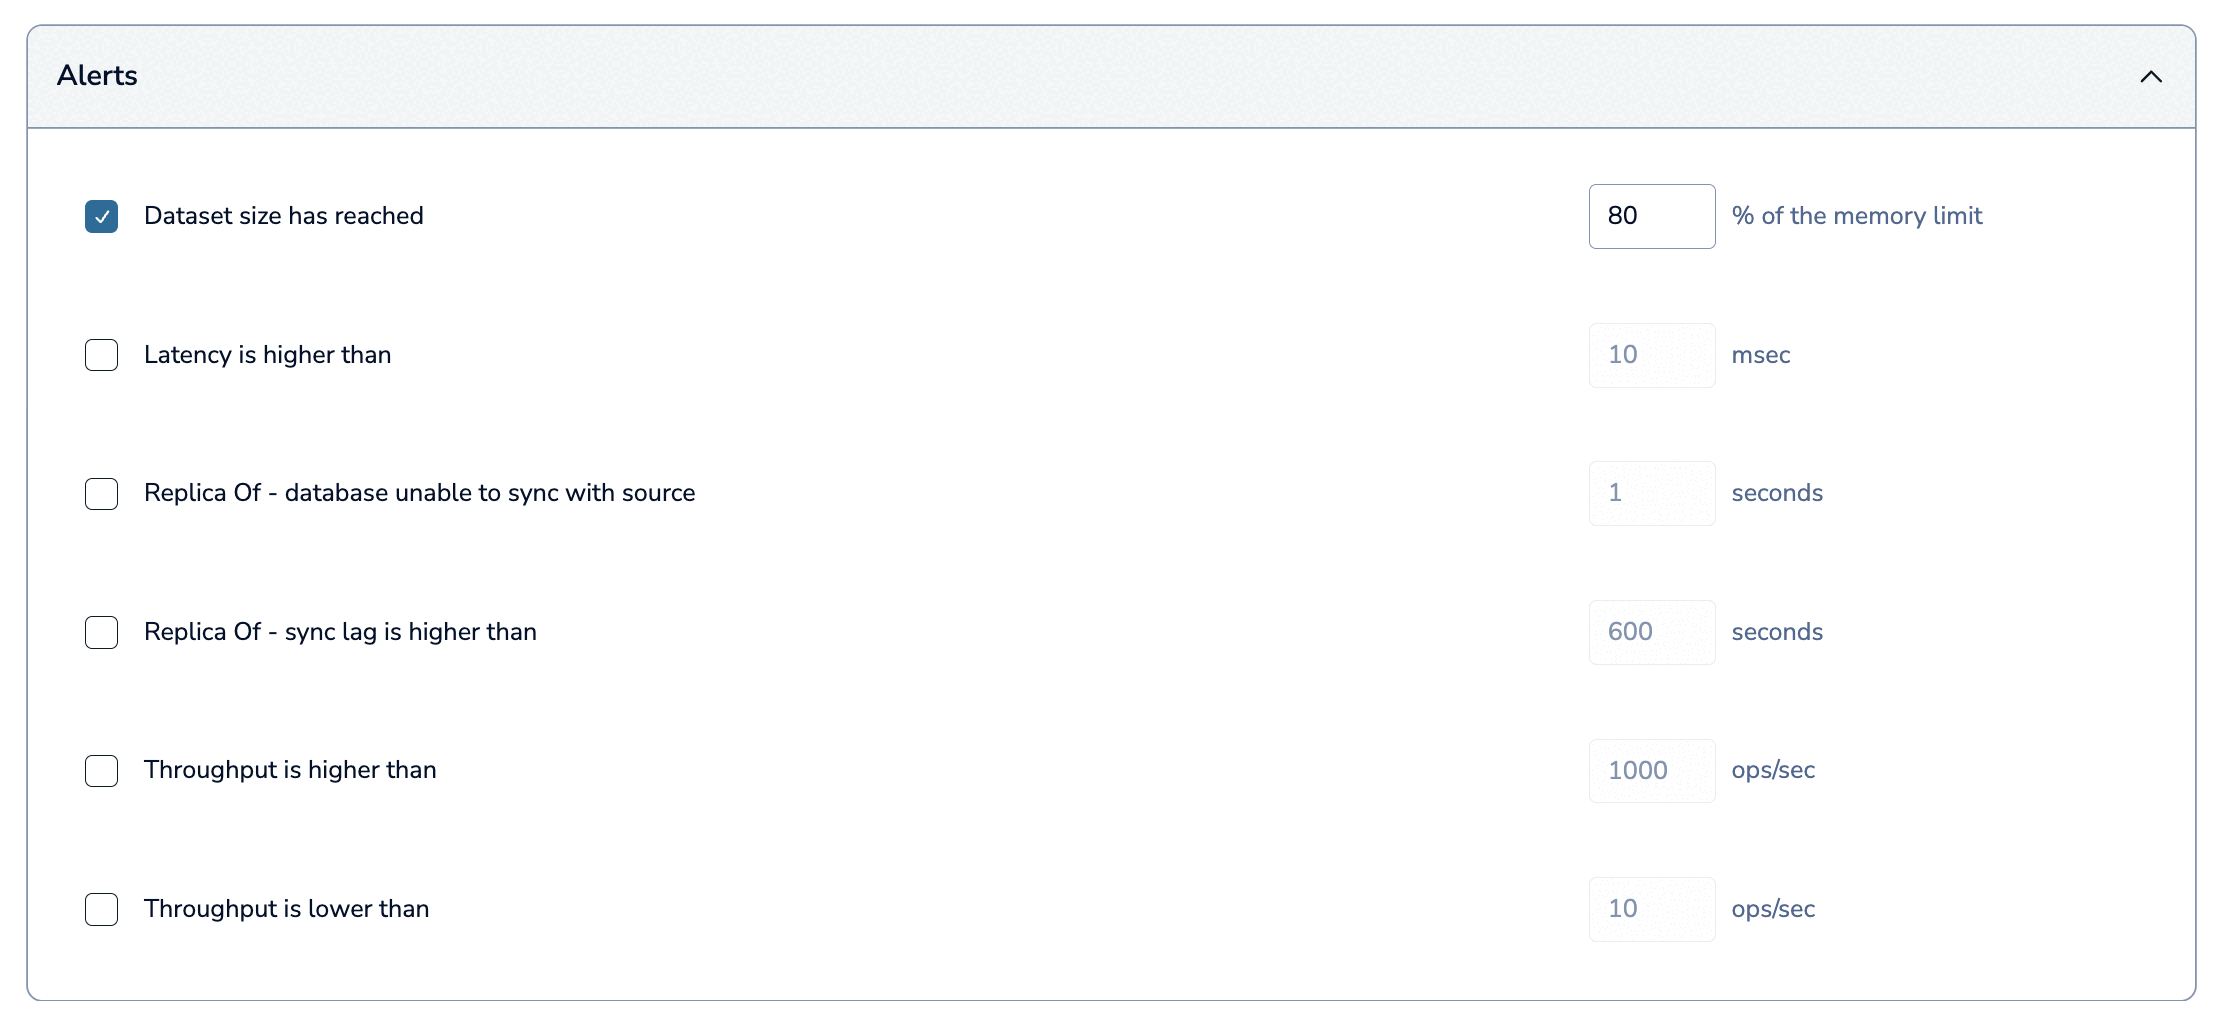 Alerts
Dataset size has reached 80 % of the memory limit
Latency is higher than 10 msec
Replica Of - database unable to sync with source 1 seconds
Replica Of - sync lag is higher than 600 seconds
Throughput is higher than 1000 ops/sec
Throughput is lower than 10 ops/sec